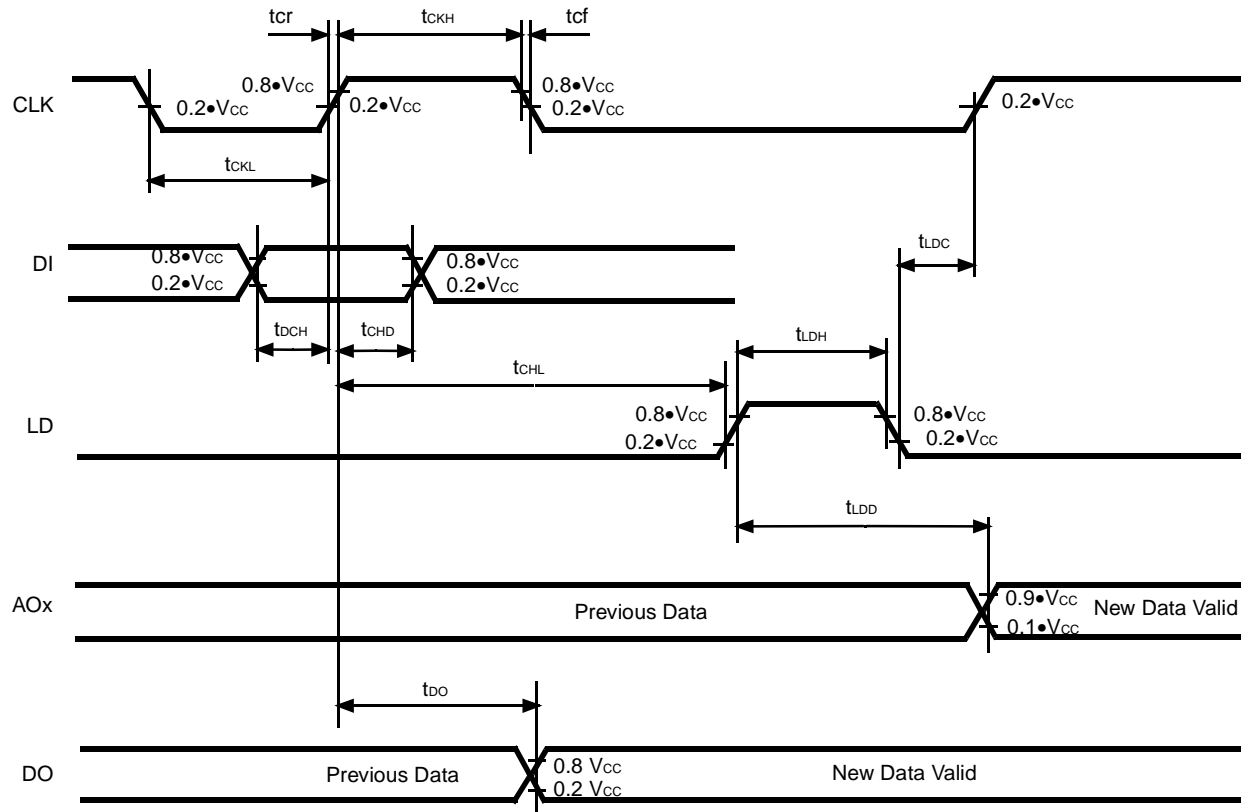 tcr
tCKH
tcf
CLK
0.8•VCC
0.8•VCC
0.2•VCC
0.2•VCC
0.2•VCC
0.2•VCC
tCKL
DI
0.8•VCC
0.8•VCC
0.2•VCC
0.2•VCC
tLDC
tDCH
tCHD
tLDH
tCHL
LD
0.8•VCC
0.8•VCC
0.2•VCC
0.2•VCC
tLDD
AOx
Previous Data
0.9•VCC
New Data Valid
0.1•VCC
tDO
DO
Previous Data
0.8 VCC
New Data Valid
0.2 VCC